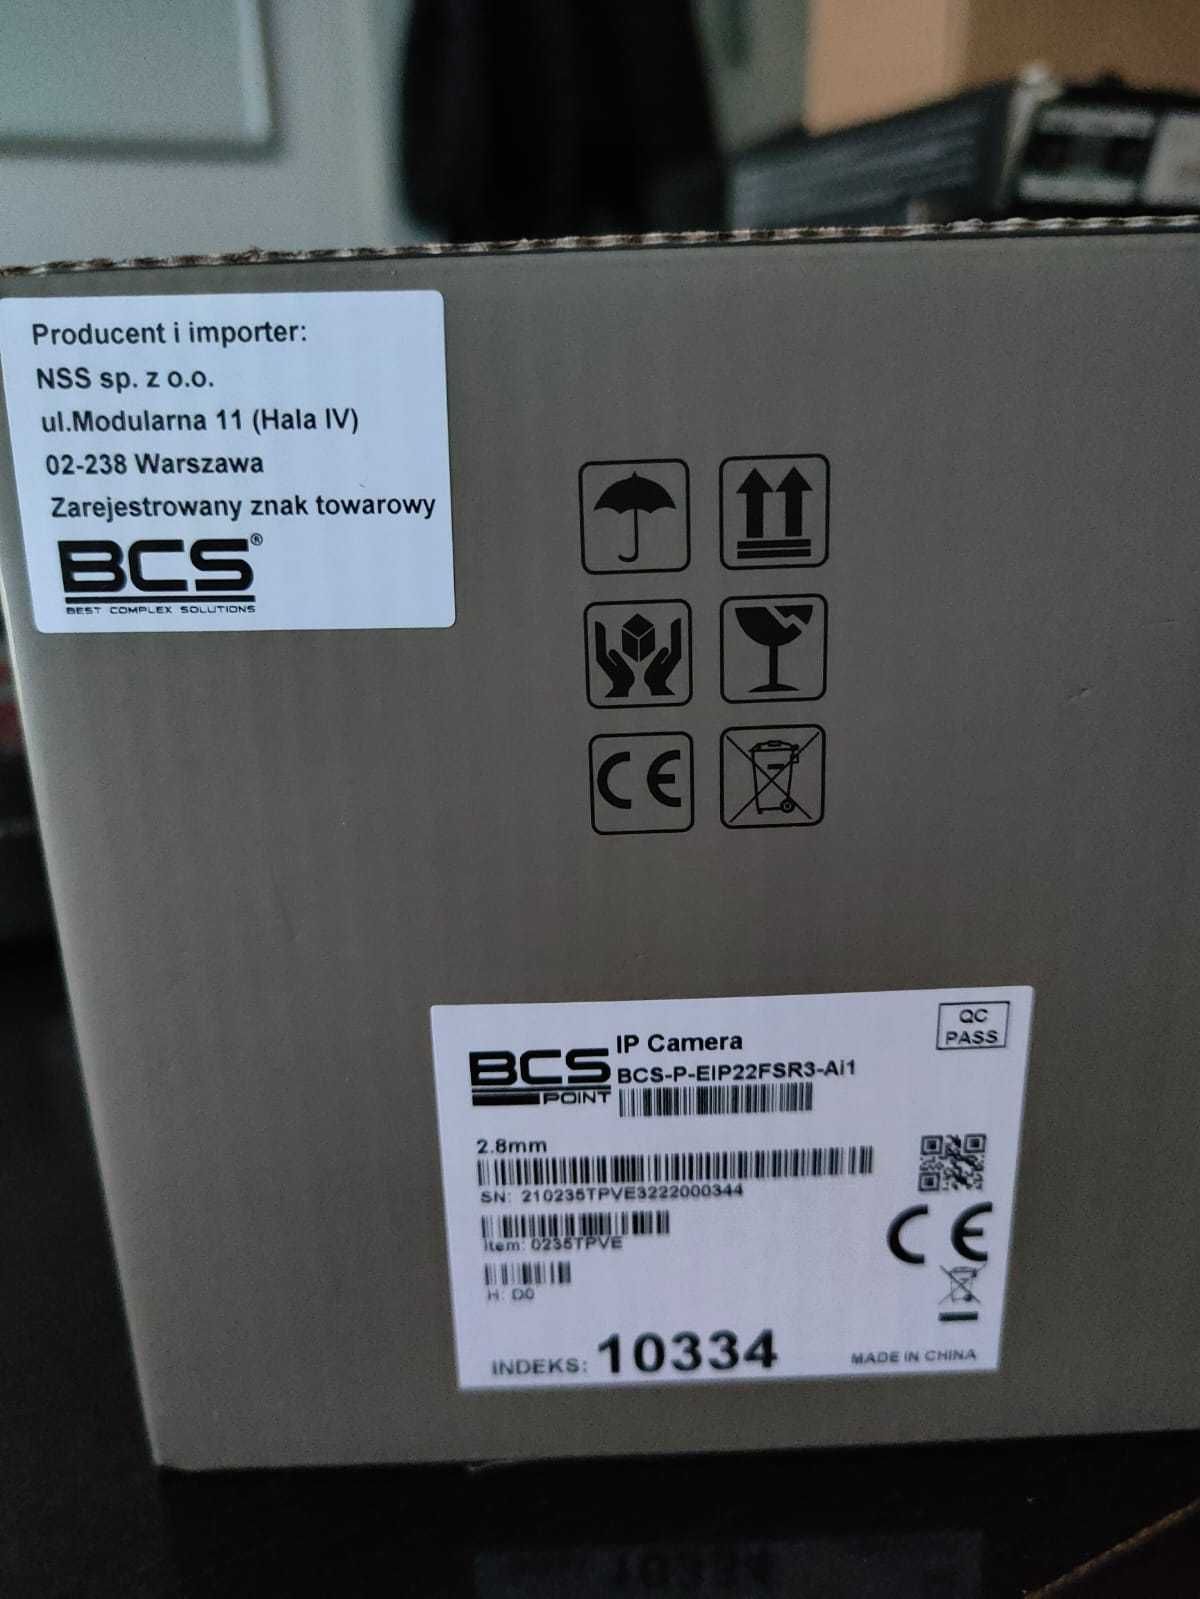 Producent i importer:
NSS sp. z o.o.
ul.Modularna 11 (Hala IV)
02-238 Warszawa
Zarejestrowany znak towarowy
BCS®
BEST COMPLEX SOLUTIONS
CE
BCS
POINT
IP Camera
BCS-P-EIP22FSR3-Ai1
QC
PASS
2.8mm
SN: 210235TPVE3222000344
Item: 0235TPVE
H: D0
CE
INDEKS: 10334
MADE IN CHINA